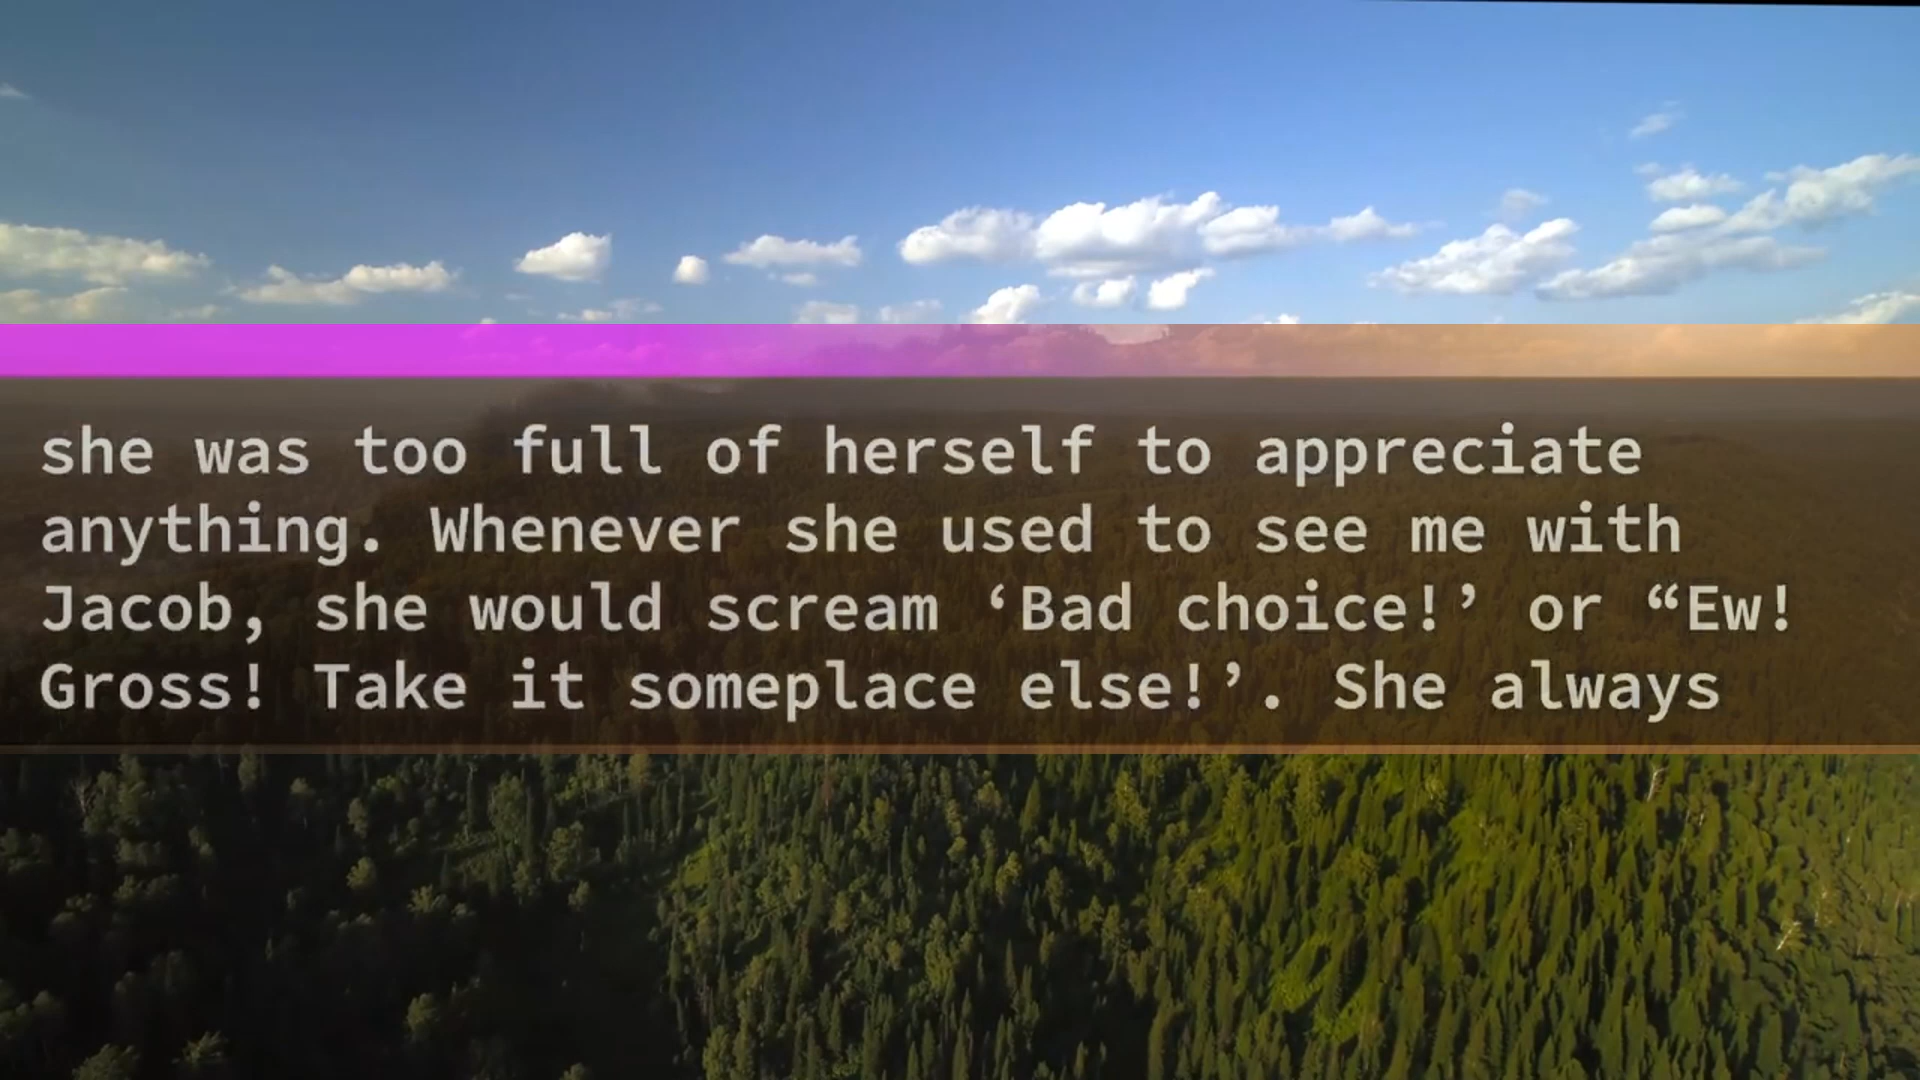 she was too full of herself to appreciate
anything. Whenever she used to see me with
Jacob, she would scream ‘Bad choice!’ or “Ew!
Gross! Take it someplace else!’. She always